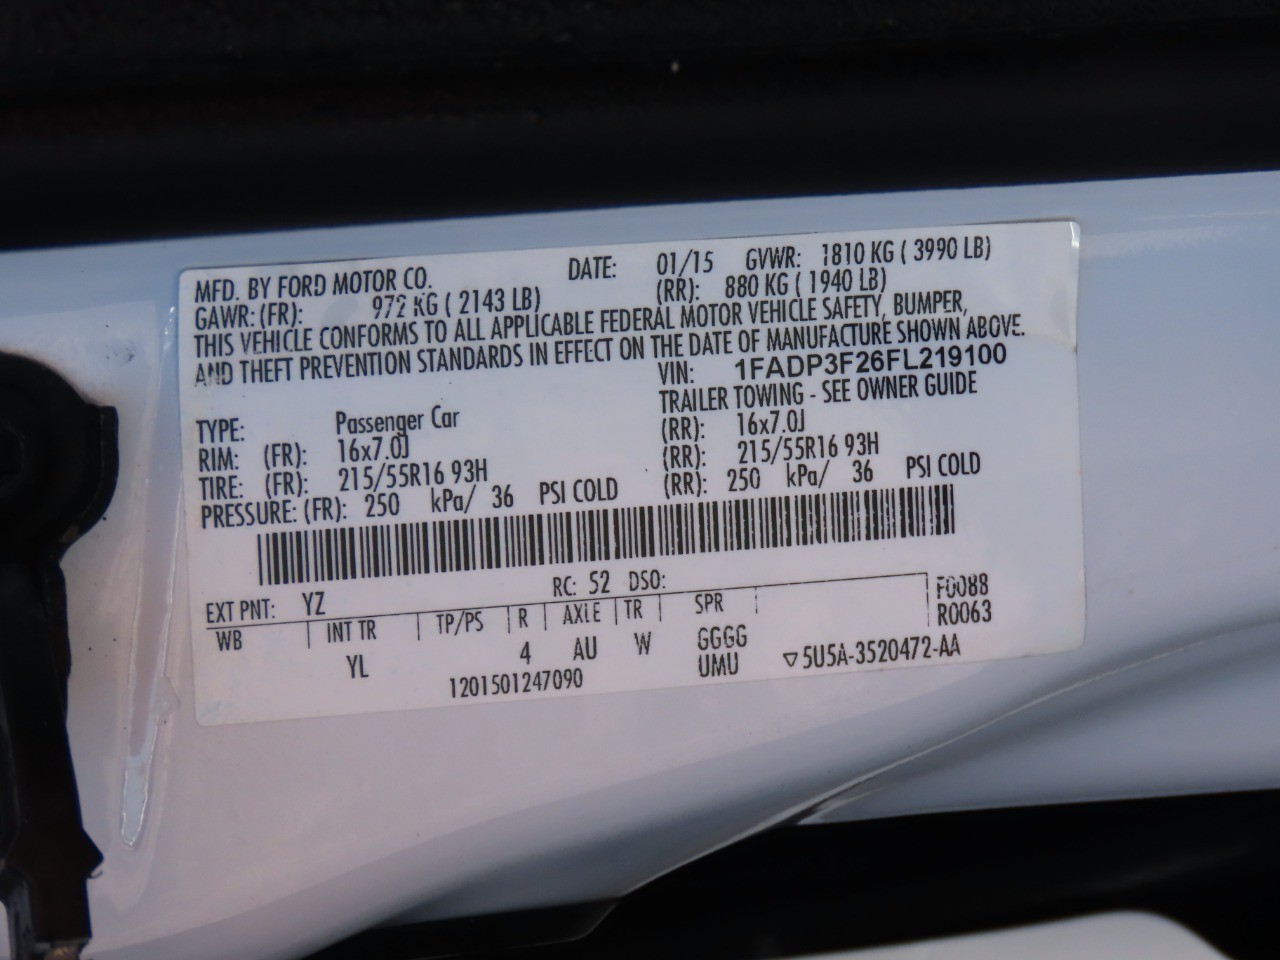 MFD. BY FORD MOTOR CO. DATE: 01/15 GVWR: 1810 KG ( 3990 LB)
GAWR: (FR): 972 KG ( 2143 LB) (RR): 880 KG ( 1940 LB)
THIS VEHICLE CONFORMS TO ALL APPLICABLE FEDERAL MOTOR VEHICLE SAFETY, BUMPER,
AND THEFT PREVENTION STANDARDS IN EFFECT ON THE DATE OF MANUFACTURE SHOWN ABOVE.
VIN: 1FADP3F26FL219100
TYPE: Passenger Car TRAILER TOWING - SEE OWNER GUIDE
RIM: (FR): 16x7.0J (RR): 16x7.0J
TIRE: (FR): 215/55R16 93H (RR): 215/55R16 93H
PRESSURE: (FR): 250 kPa/ 36 PSI COLD (RR): 250 kPa/ 36 PSI COLD
EXT PNT: YZ RC: 52 DSO: F0088
WB INT TR TP/PS R AXLE TR SPR R0063
YL 4 AU W GGGG
1201501247090 UMU ▽5U5A-3520472-AA